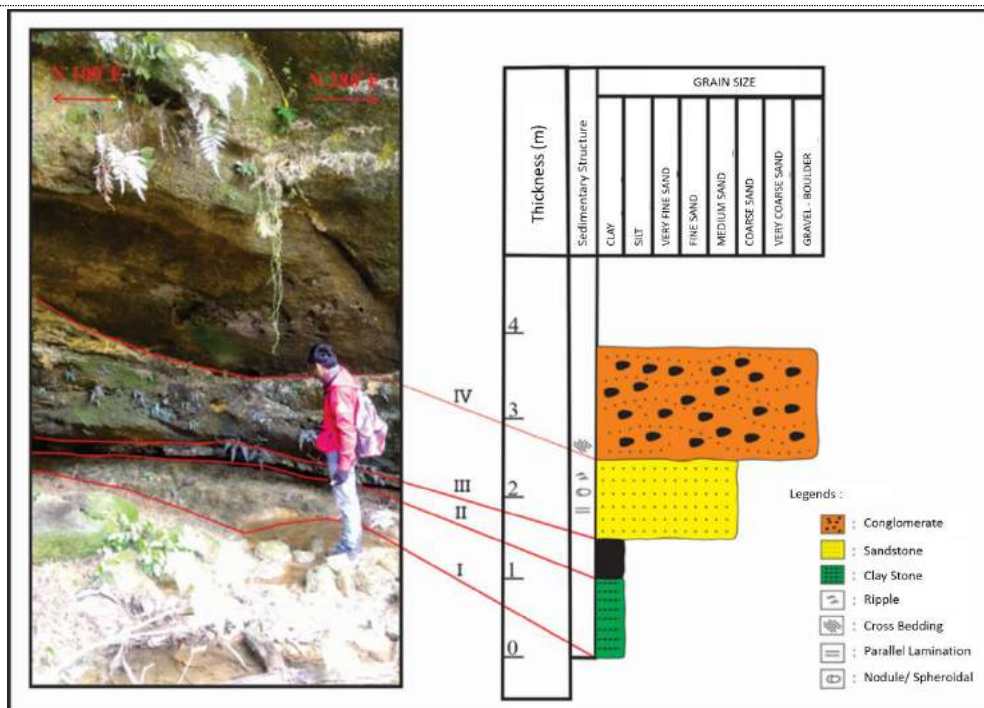 N 100° E
N 280° E
Thickness (m)
Sedimentary Structure
GRAIN SIZE
CLAY
SILT
VERY FINE SAND
FINE SAND
MEDIUM SAND
COARSE SAND
VERY COARSE SAND
GRAVEL - BOULDER
4
3
2
1
0
IV
III
II
I
Legends :
: Conglomerate
: Sandstone
: Clay Stone
: Ripple
: Cross Bedding
: Parallel Lamination
: Nodule/ Spheroidal